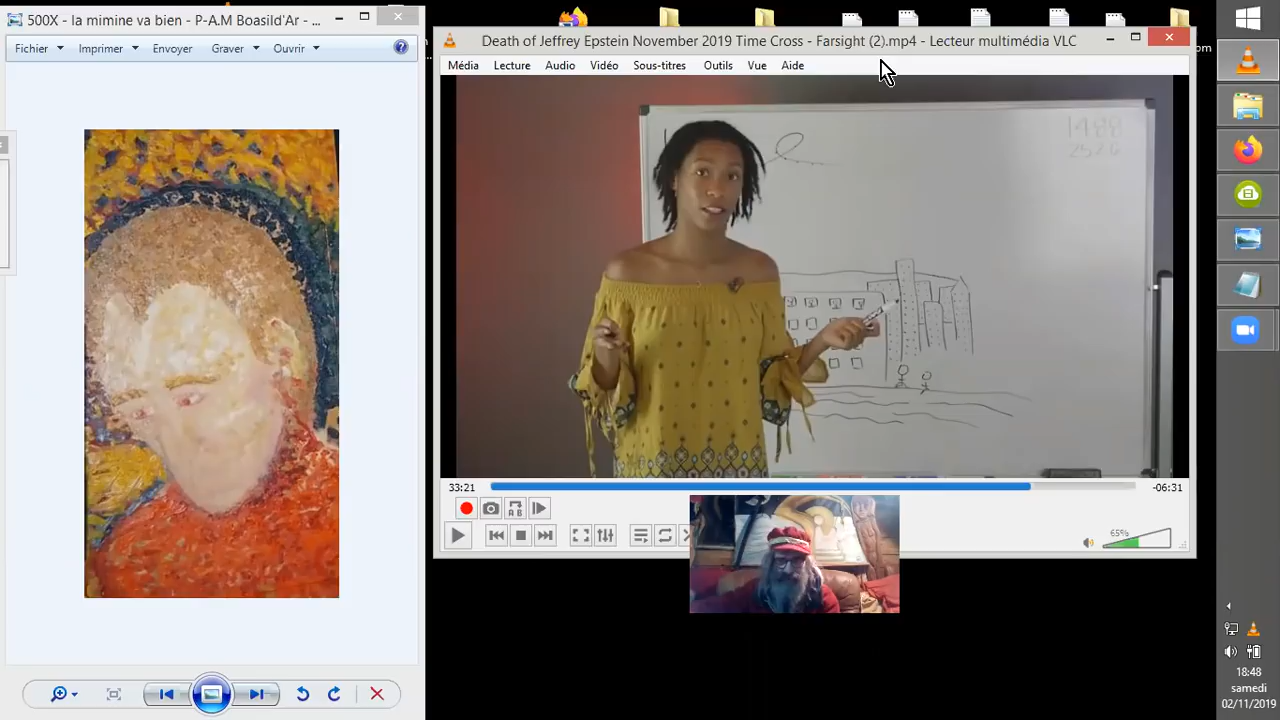 500X - la mimine va bien - P-A.M Boasild'Ar - ...
Fichier Imprimer Envoyer Graver Ouvrir
Death of Jeffrey Epstein November 2019 Time Cross - Farsight (2).mp4 - Lecteur multimédia VLC
Média Lecture Audio Vidéo Sous-titres Outils Vue Aide
1488
33:21
-06:31
65%
18:48
samedi
02/11/2019